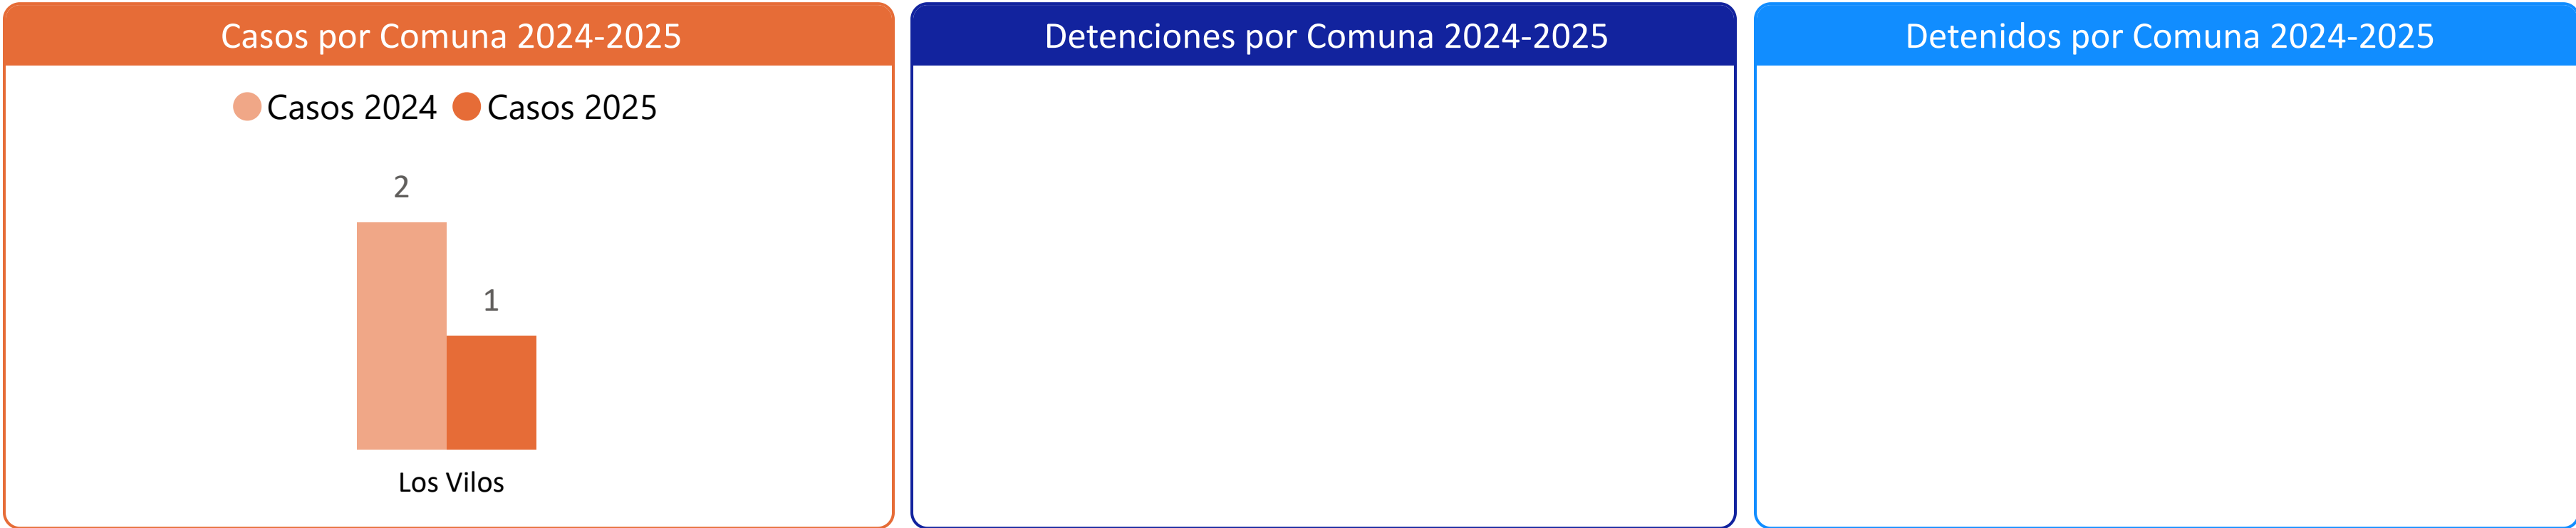 Casos por Comuna 2024-2025
Casos 2024 Casos 2025
2
1
Los Vilos
Detenciones por Comuna 2024-2025
Detenidos por Comuna 2024-2025